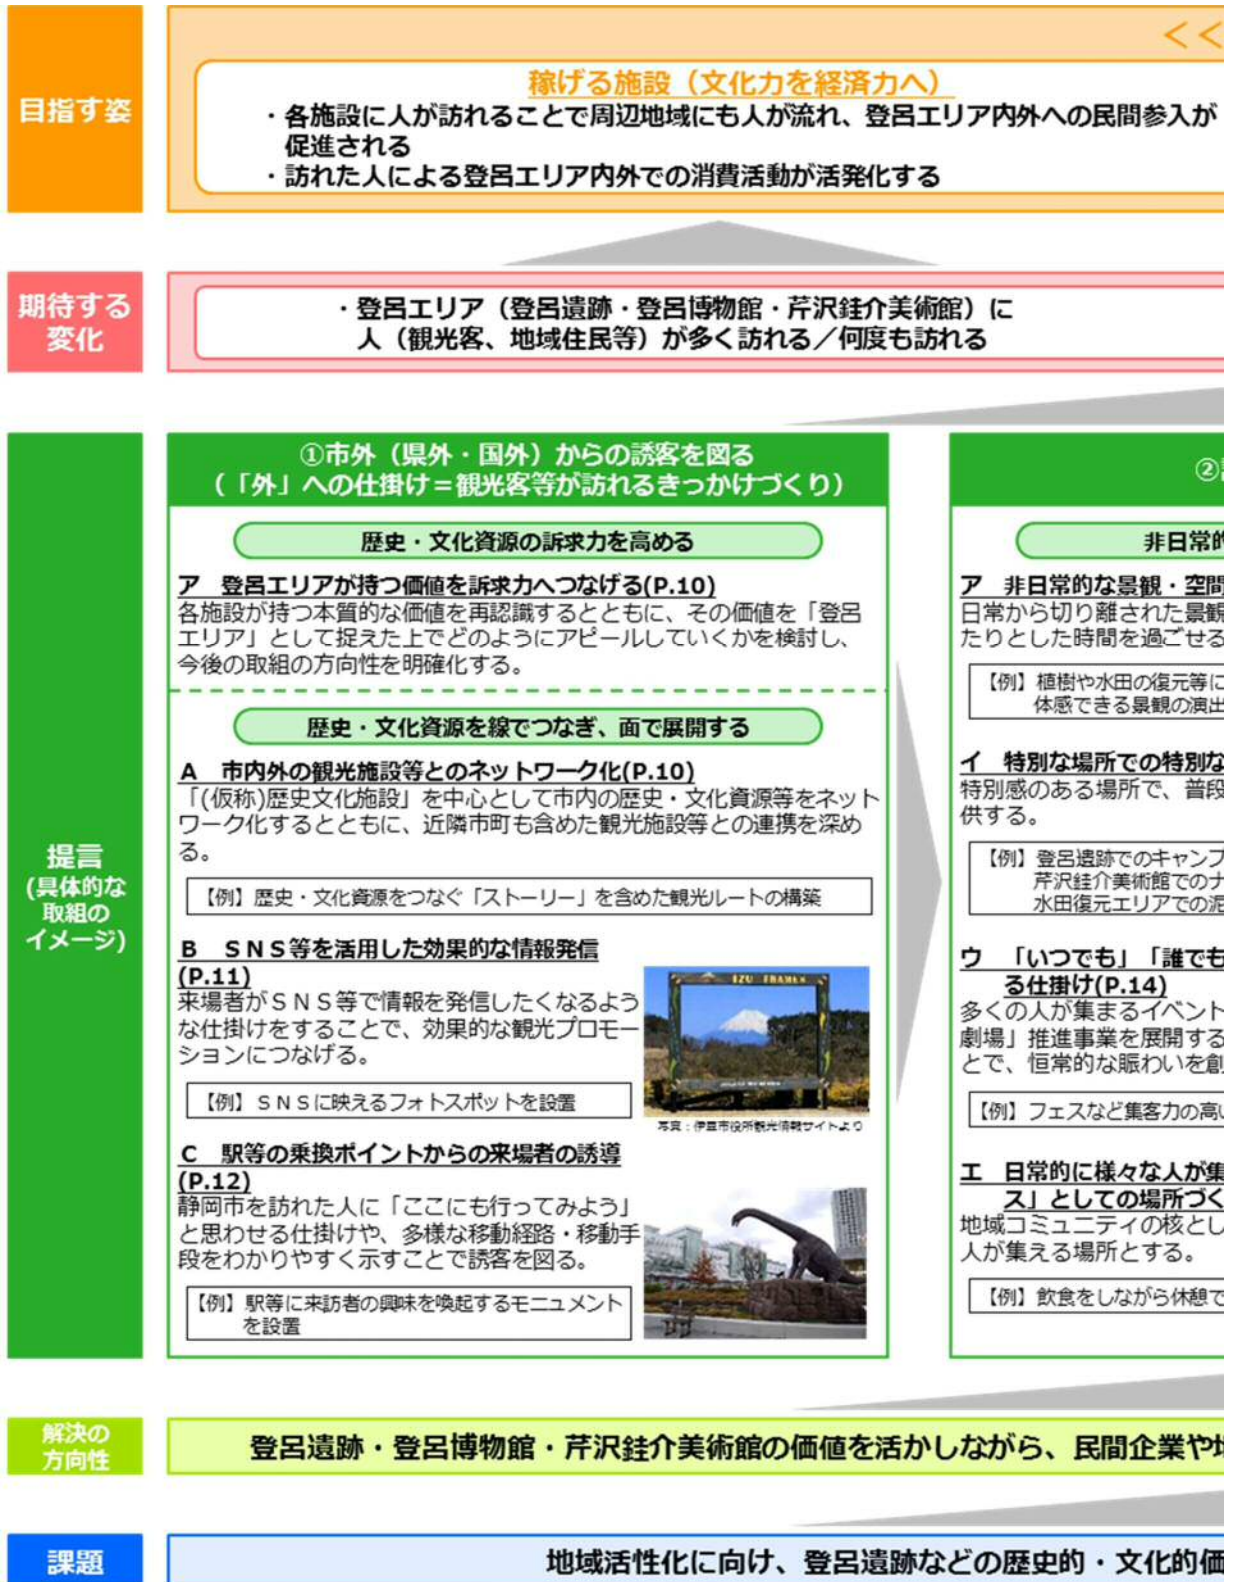 目指す姿
<<
稼げる施設（文化力を経済力へ）
・各施設に人が訪れることで周辺地域にも人が流れ、登呂エリア内外への民間参入が
促進される
・訪れた人による登呂エリア内外での消費活動が活発化する
期待する
変化
・登呂エリア（登呂遺跡・登呂博物館・芹沢銈介美術館）に
人（観光客、地域住民等）が多く訪れる／何度も訪れる
提言
(具体的な
取組の
イメージ)
①市外（県外・国外）からの誘客を図る
（「外」への仕掛け＝観光客等が訪れるきっかけづくり）
歴史・文化資源の訴求力を高める
ア　登呂エリアが持つ価値を訴求力へつなげる(P.10)
各施設が持つ本質的な価値を再認識するとともに、その価値を「登呂
エリア」として捉えた上でどのようにアピールしていくかを検討し、
今後の取組の方向性を明確化する。
歴史・文化資源を線でつなぎ、面で展開する
A　市内外の観光施設等とのネットワーク化(P.10)
「(仮称)歴史文化施設」を中心として市内の歴史・文化資源等をネット
ワーク化するとともに、近隣市町も含めた観光施設等との連携を深め
る。
【例】歴史・文化資源をつなぐ「ストーリー」を含めた観光ルートの構築
B　ＳＮＳ等を活用した効果的な情報発信
(P.11)
来場者がＳＮＳ等で情報を発信したくなるよう
な仕掛けをすることで、効果的な観光プロモー
ションにつなげる。
【例】ＳＮＳに映えるフォトスポットを設置
IZU FRAMES
写真：伊豆市役所観光情報サイトより
C　駅等の乗換ポイントからの来場者の誘導
(P.12)
静岡市を訪れた人に「ここにも行ってみよう」
と思わせる仕掛けや、多様な移動経路・移動手
段をわかりやすく示すことで誘客を図る。
【例】駅等に来訪者の興味を喚起するモニュメント
を設置
②
非日常的
ア　非日常的な景観・空間
日常から切り離された景観
たりとした時間を過ごせる
【例】植樹や水田の復元等に
体感できる景観の演出
イ　特別な場所での特別な
特別感のある場所で、普段
供する。
【例】登呂遺跡でのキャンプ
芹沢銈介美術館でのナ
水田復元エリアでの泥
ウ　「いつでも」「誰でも
る仕掛け(P.14)
多くの人が集まるイベント
劇場」推進事業を展開する
とで、恒常的な賑わいを創
【例】フェスなど集客力の高い
エ　日常的に様々な人が集
ス」としての場所づく
地域コミュニティの核とし
人が集える場所とする。
【例】飲食をしながら休憩で
解決の
方向性
登呂遺跡・登呂博物館・芹沢銈介美術館の価値を活かしながら、民間企業や地
課題
地域活性化に向け、登呂遺跡などの歴史的・文化的価